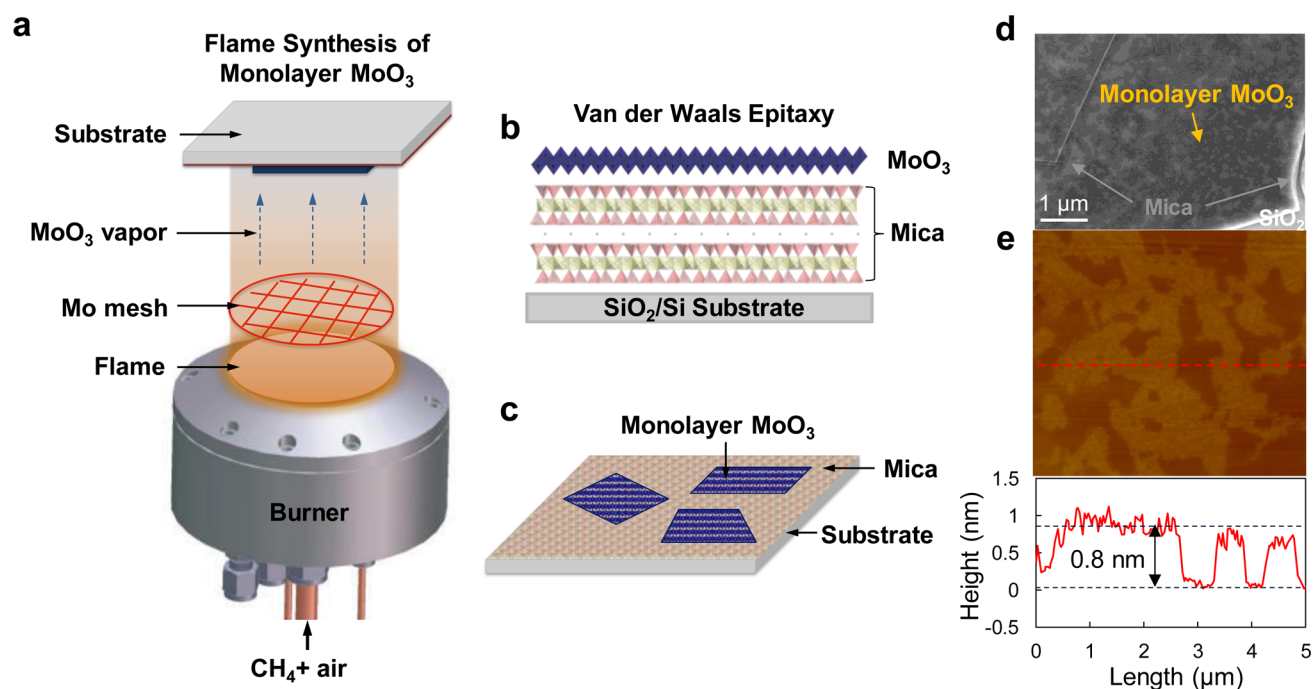 a
Flame Synthesis of
Monolayer MoO₃
Substrate
MoO₃ vapor
Mo mesh
Flame
Burner
CH₄+ air
b
Van der Waals Epitaxy
MoO₃
Mica
SiO₂/Si Substrate
c
Monolayer MoO₃
Mica
Substrate
d
Monolayer MoO₃
Mica
1 µm
SiO₂
e
Height (nm)
1.5
1
0.5
0
-0.5
0.8 nm
0 1 2 3 4 5
Length (µm)